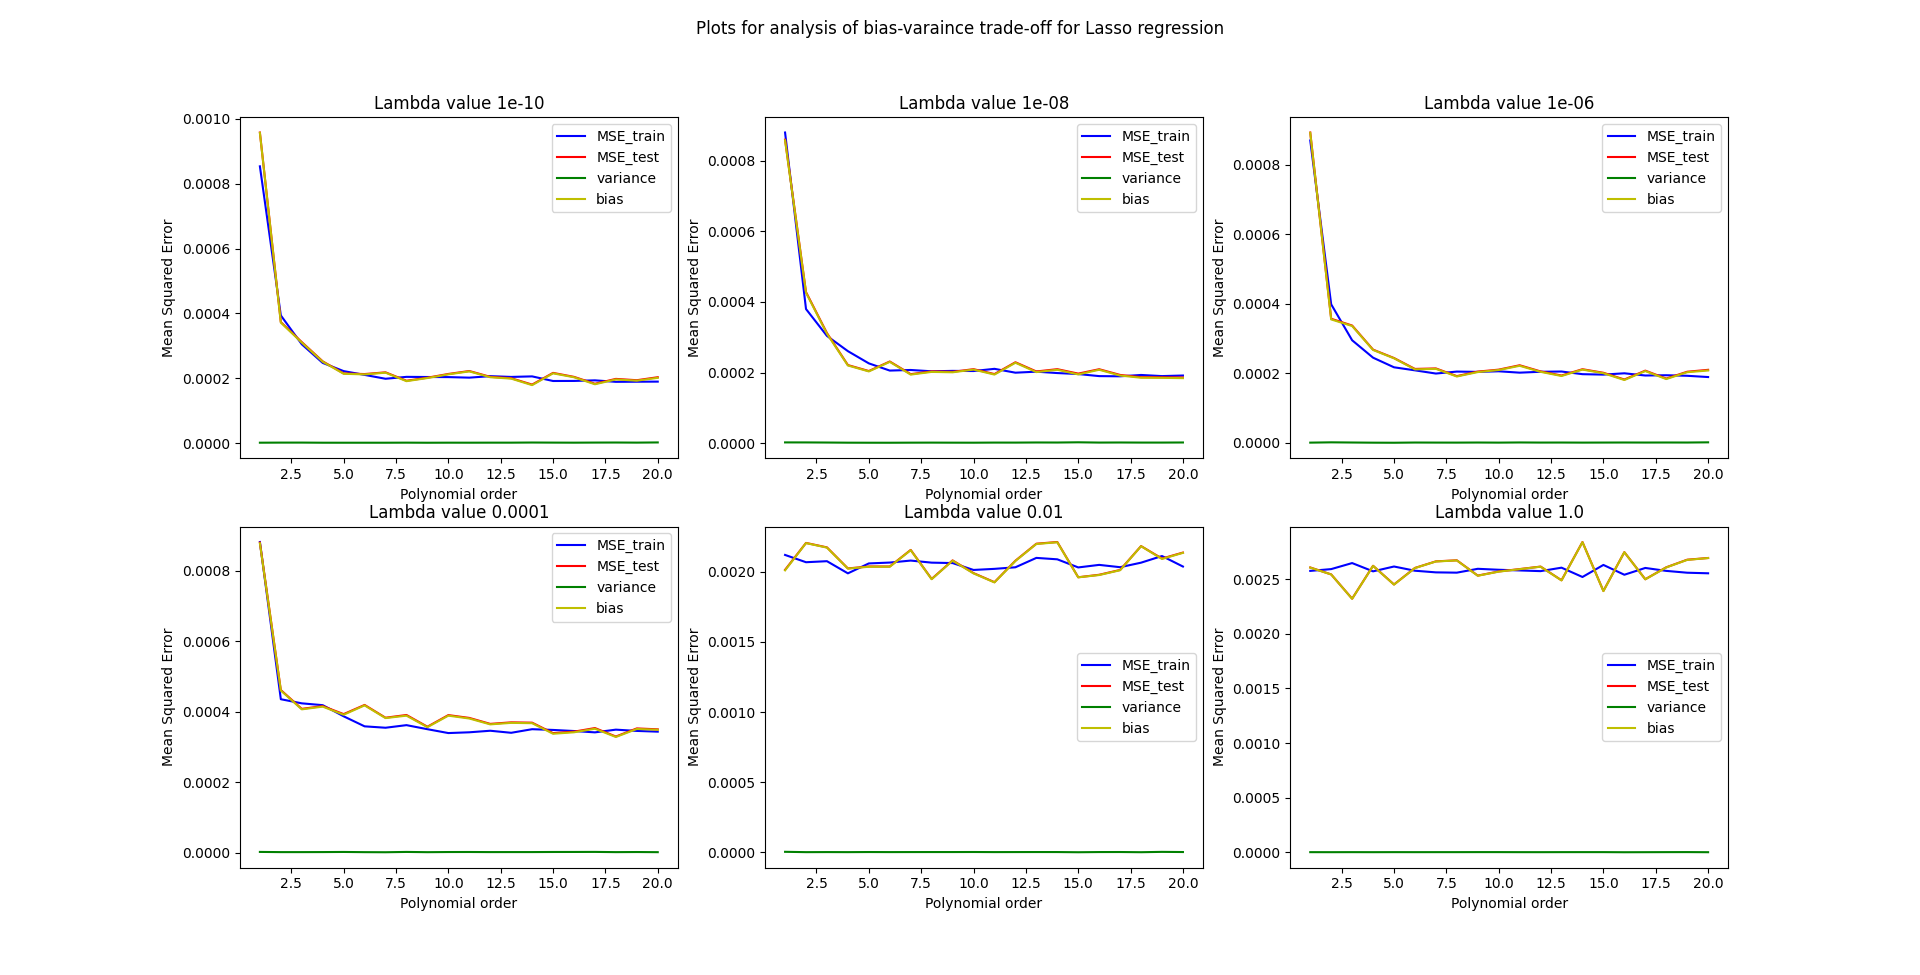 Plots for analysis of bias-varaince trade-off for Lasso regression
Lambda value 1e-10
Mean Squared Error
0.0010
0.0008
0.0006
0.0004
0.0002
0.0000
MSE_train
MSE_test
variance
bias
2.5 5.0 7.5 10.0 12.5 15.0 17.5 20.0
Polynomial order
Lambda value 1e-08
Mean Squared Error
0.0008
0.0006
0.0004
0.0002
0.0000
MSE_train
MSE_test
variance
bias
2.5 5.0 7.5 10.0 12.5 15.0 17.5 20.0
Polynomial order
Lambda value 1e-06
Mean Squared Error
0.0008
0.0006
0.0004
0.0002
0.0000
MSE_train
MSE_test
variance
bias
2.5 5.0 7.5 10.0 12.5 15.0 17.5 20.0
Polynomial order
Lambda value 0.0001
Mean Squared Error
0.0008
0.0006
0.0004
0.0002
0.0000
MSE_train
MSE_test
variance
bias
2.5 5.0 7.5 10.0 12.5 15.0 17.5 20.0
Polynomial order
Lambda value 0.01
Mean Squared Error
0.0020
0.0015
0.0010
0.0005
0.0000
MSE_train
MSE_test
variance
bias
2.5 5.0 7.5 10.0 12.5 15.0 17.5 20.0
Polynomial order
Lambda value 1.0
Mean Squared Error
0.0025
0.0020
0.0015
0.0010
0.0005
0.0000
MSE_train
MSE_test
variance
bias
2.5 5.0 7.5 10.0 12.5 15.0 17.5 20.0
Polynomial order